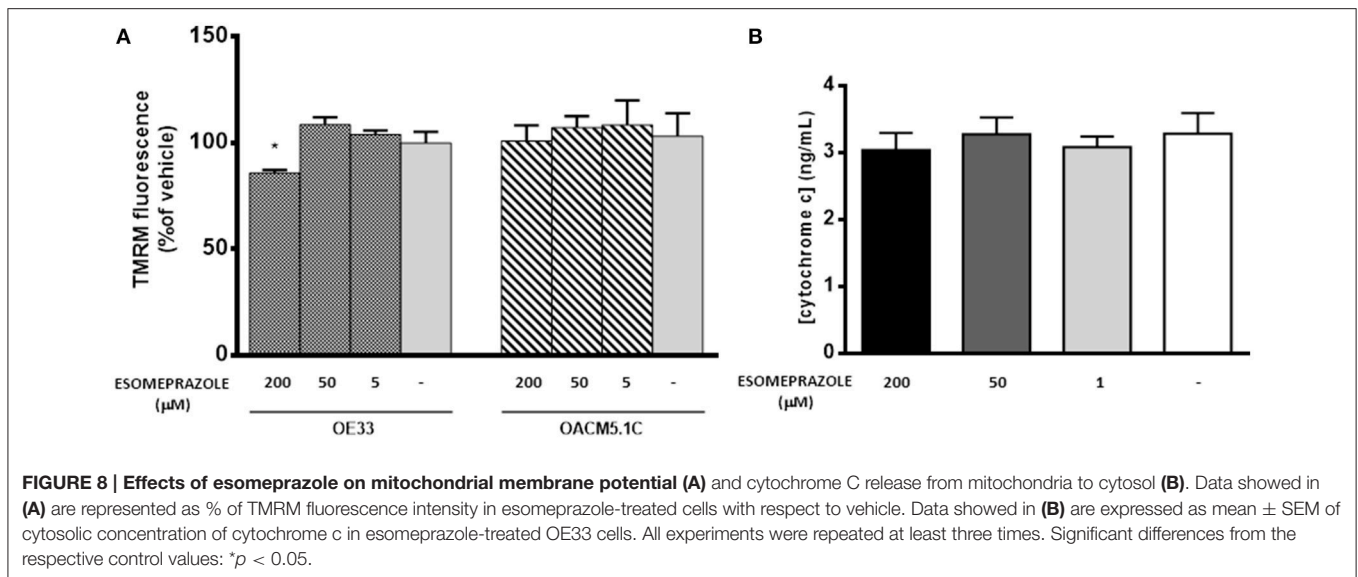 A
150
100
50
0
TMRM fluorescence
(%of vehicle)
*
ESOMEPRAZOLE
(µM)
200 50 5 -
OE33
200 50 5 -
OACM5.1C
B
4
3
2
1
0
[cytochrome c] (ng/mL)
ESOMEPRAZOLE
(µM)
200 50 1 -
FIGURE 8 | Effects of esomeprazole on mitochondrial membrane potential (A) and cytochrome C release from mitochondria to cytosol (B). Data showed in
(A) are represented as % of TMRM fluorescence intensity in esomeprazole-treated cells with respect to vehicle. Data showed in (B) are expressed as mean ± SEM of
cytosolic concentration of cytochrome c in esomeprazole-treated OE33 cells. All experiments were repeated at least three times. Significant differences from the
respective control values: *p < 0.05.